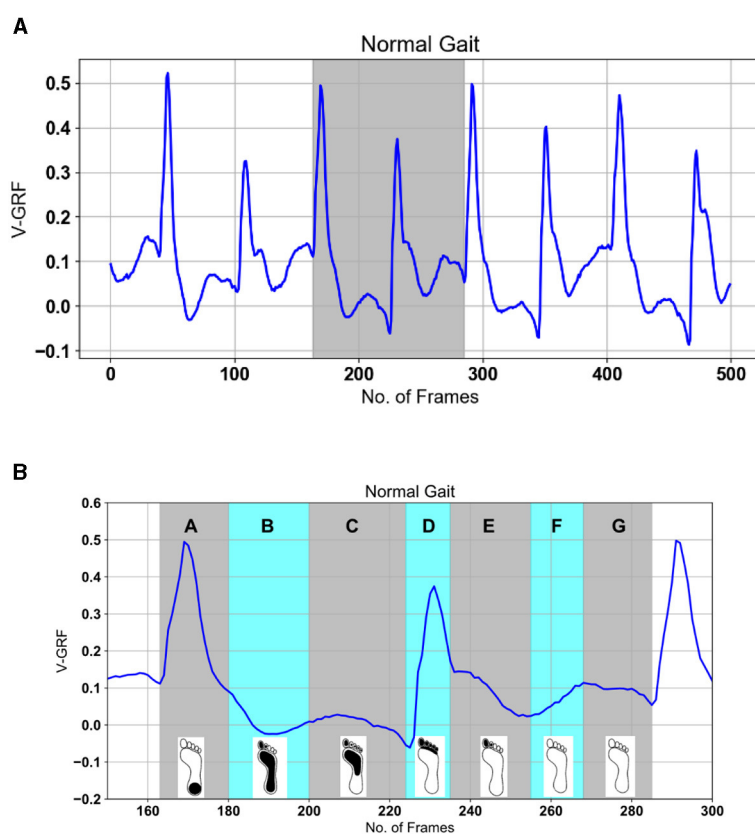 A
Normal Gait
0.5
0.4
0.3
0.2
0.1
0.0
−0.1
V-GRF
0 100 200 300 400 500
No. of Frames
B
Normal Gait
A B C D E F G
0.6
0.5
0.4
0.3
0.2
0.1
0.0
−0.1
−0.2
V-GRF
160 180 200 220 240 260 280 300
No. of Frames